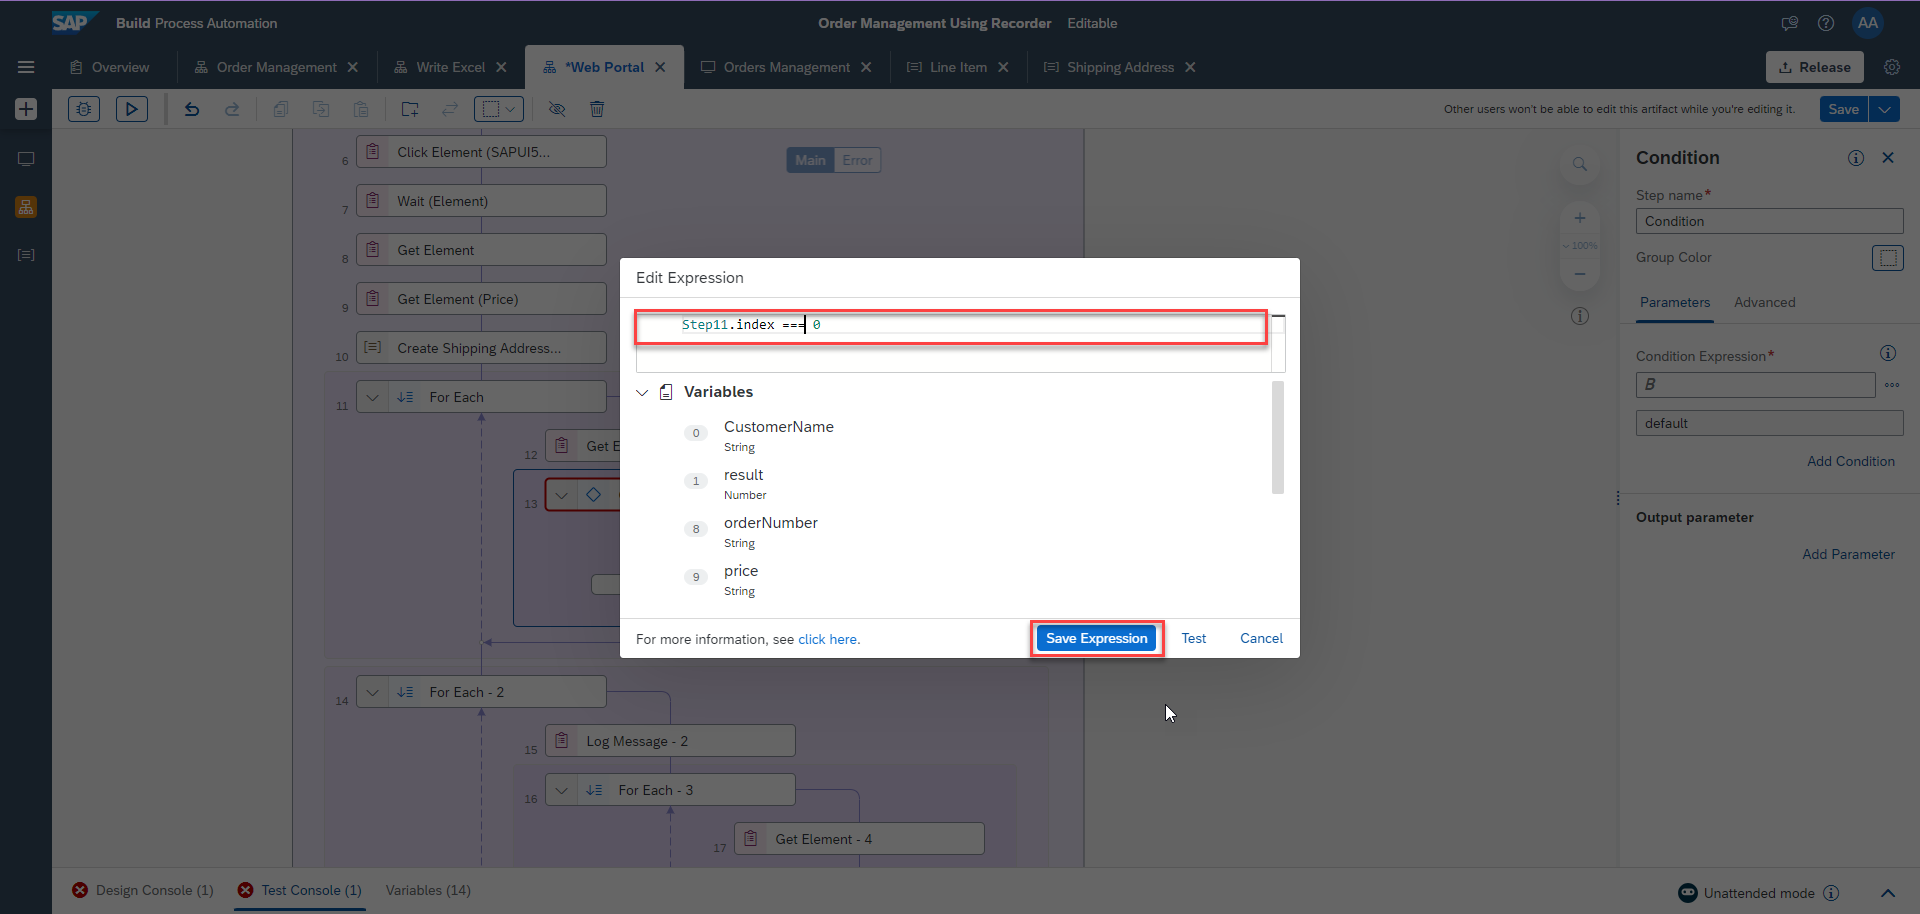 SAP
Build Process Automation
Order Management Using Recorder Editable
AA
Overview
Order Management
Write Excel
*Web Portal
Orders Management
Line Item
Shipping Address
Release
Other users won't be able to edit this artifact while you're editing it.
Save
6 Click Element (SAPUI5...
7 Wait (Element)
8 Get Element
9 Get Element (Price)
10 Create Shipping Address...
11 For Each
12 Get E
13
14 For Each - 2
15 Log Message - 2
16 For Each - 3
17 Get Element - 4
Main Error
100%
Edit Expression
Step11.index === 0
Variables
0 CustomerName
String
1 result
Number
8 orderNumber
String
9 price
String
For more information, see click here.
Save Expression
Test
Cancel
Condition
Step name*
Condition
Group Color
Parameters Advanced
Condition Expression*
B
default
Add Condition
Output parameter
Add Parameter
Design Console (1)
Test Console (1)
Variables (14)
Unattended mode